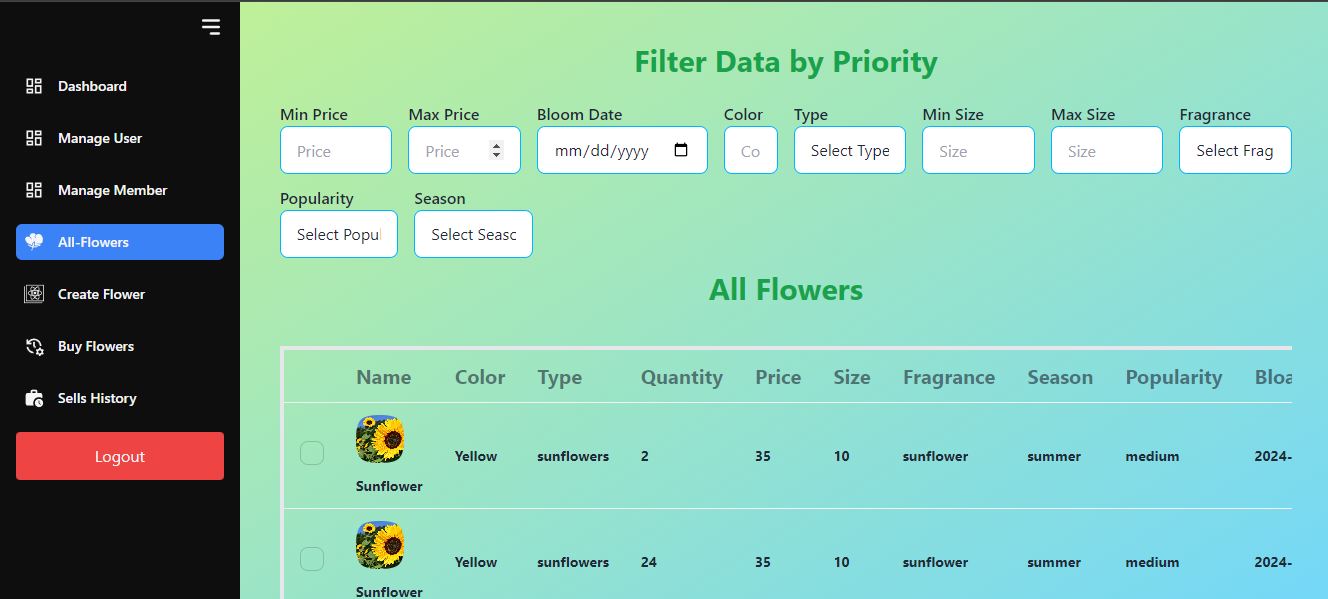 Dashboard
Manage User
Manage Member
All-Flowers
Create Flower
Buy Flowers
Sells History
Logout
Filter Data by Priority
Min Price Max Price Bloom Date Color Type Min Size Max Size Fragrance
Price Price mm/dd/yyyy Co Select Type Size Size Select Frag
Popularity Season
Select Popul Select Seasc
All Flowers
Name Color Type Quantity Price Size Fragrance Season Popularity Bloa
Yellow sunflowers 2 35 10 sunflower summer medium 2024-
Sunflower
Yellow sunflowers 24 35 10 sunflower summer medium 2024-
Sunflower